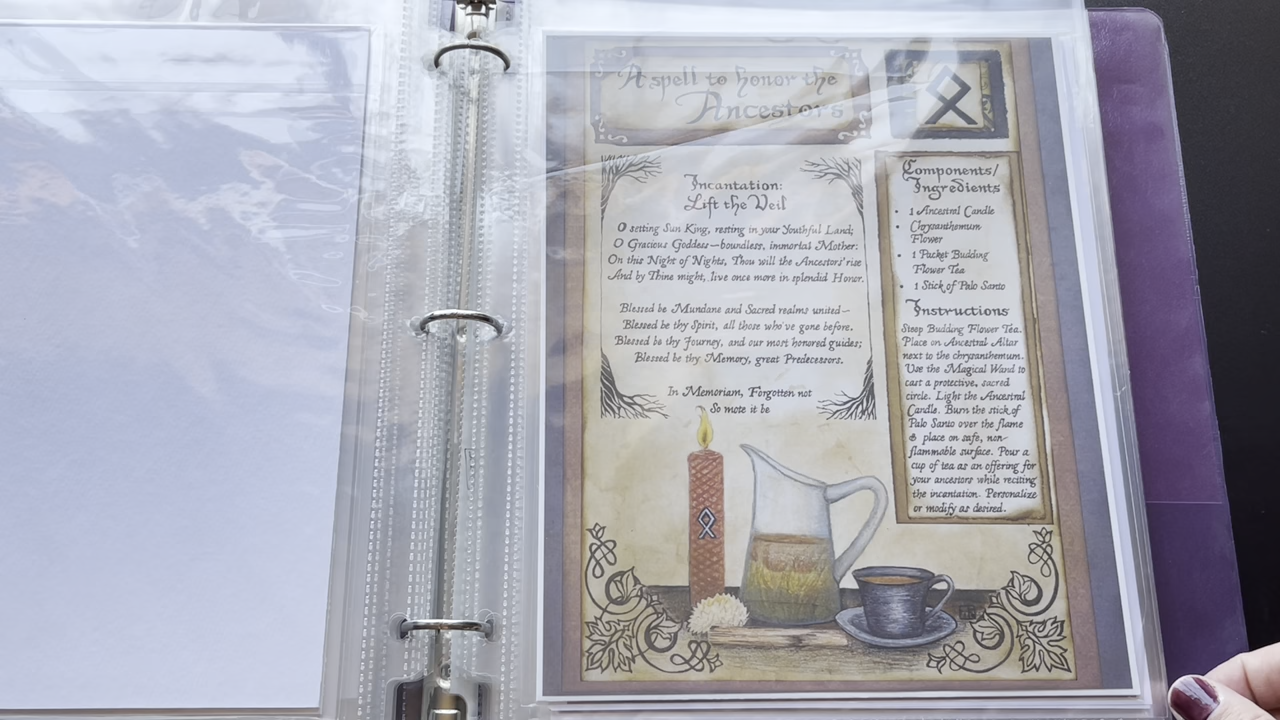 A spell to honor the
Ancestors
Incantation:
Lift the Veil
O setting Sun King, resting in your Youthful Land;
O Gracious Goddess—boundless, immortal Mother:
On this Night of Nights, Thou will the Ancestors' rise
And by Thine might, live once more in splendid Honor.
Blessed be Mundane and Sacred realms united—
Blessed be thy Spirit, all those who've gone before.
Blessed be thy Journey, and our most honored guides;
Blessed be thy Memory, great Predecessors.
In Memoriam, Forgotten not
So mote it be
Components/
Ingredients
• 1 Ancestral Candle
• Chrysanthemum
Flower
• 1 Packet Budding
Flower Tea
• 1 Stick of Palo Santo
Instructions
Steep Budding Flower Tea.
Place on Ancestral Altar
next to the chrysanthemum.
Use the Magical Wand to
cast a protective, sacred
circle. Light the Ancestral
Candle. Burn the stick of
Palo Santo over the flame
& place on safe, non-
flammable surface. Pour a
cup of tea as an offering for
your ancestors while reciting
the incantation. Personalize
or modify as desired.